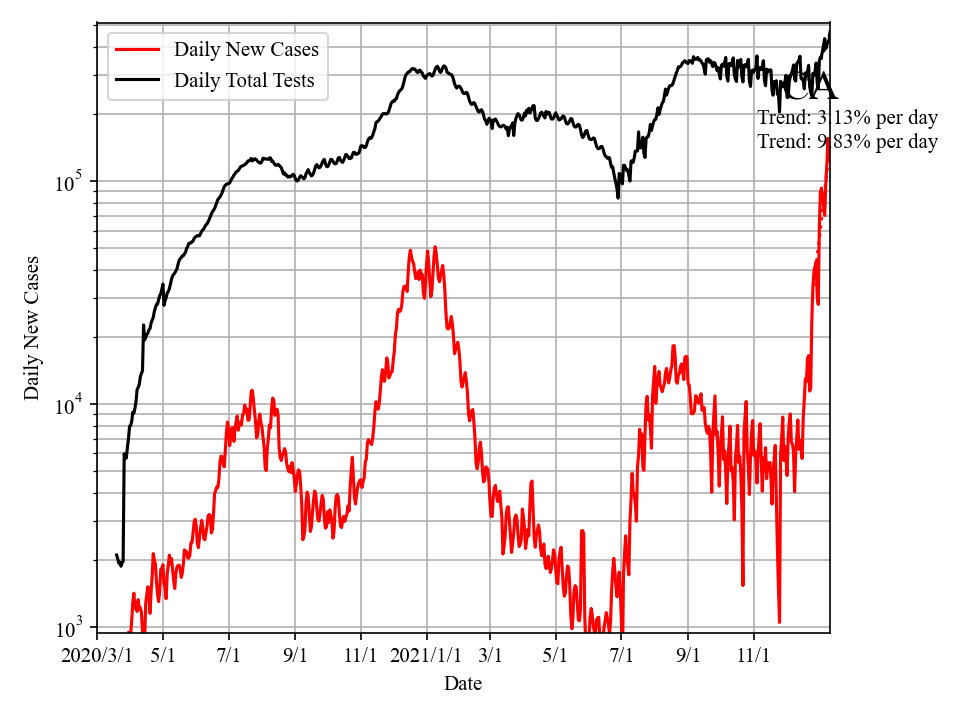 Daily New Cases
Daily Total Tests
CA
Trend: 3.13% per day
Trend: 9.83% per day
10^5
10^4
10^3
Daily New Cases
2020/3/1 5/1 7/1 9/1 11/1 2021/1/1 3/1 5/1 7/1 9/1 11/1
Date